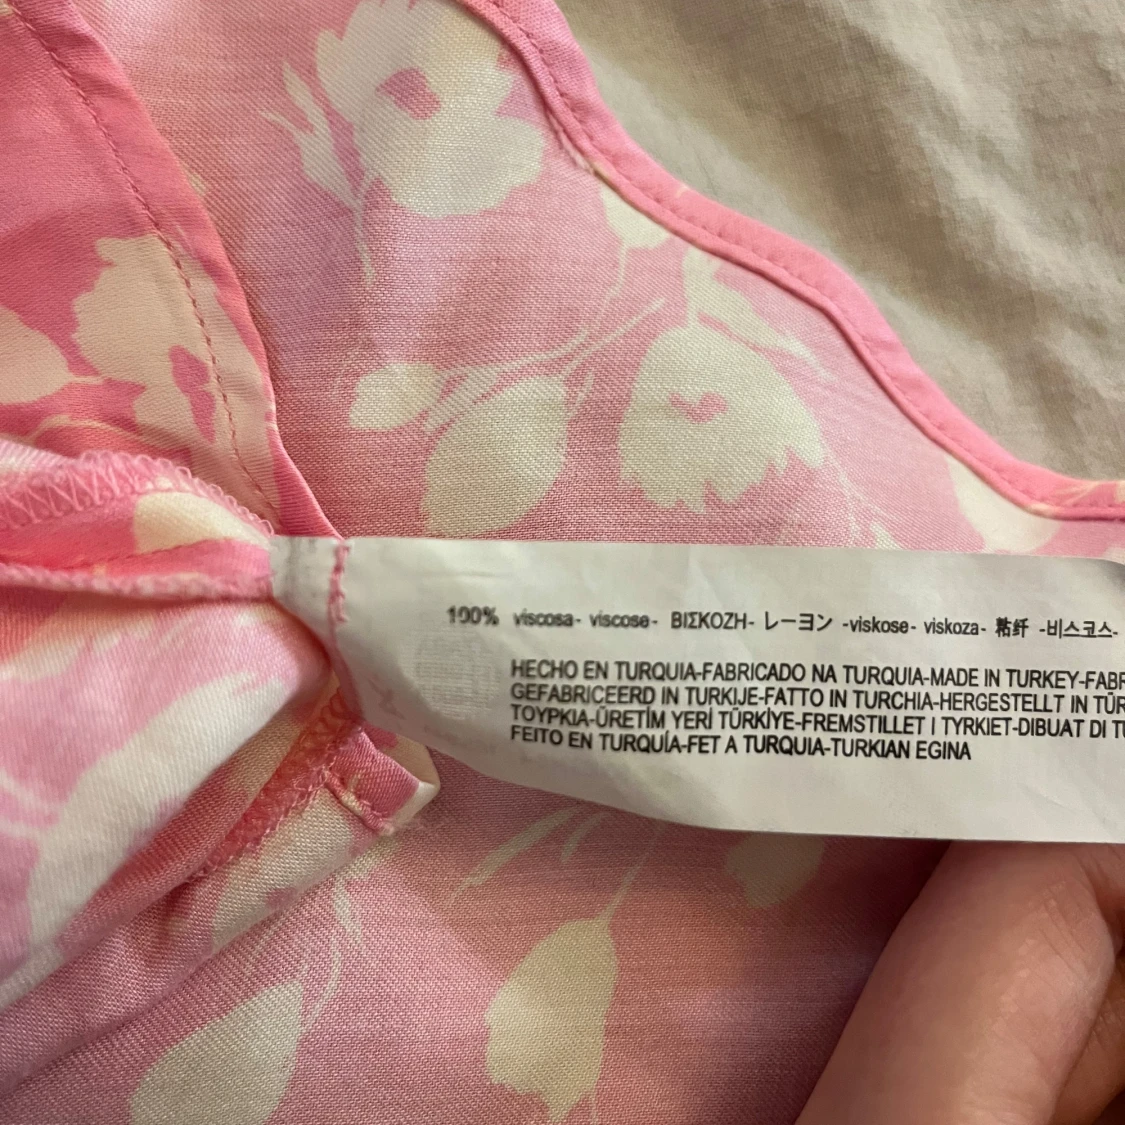 100% viscosa- viscose- ΒΙΣΚΟΖΗ- レーヨン -viskose- viskoza- 粘纤 -비스코스-
HECHO EN TURQUIA-FABRICADO NA TURQUIA-MADE IN TURKEY-FABR
GEFABRICEERD IN TURKIJE-FATTO IN TURCHIA-HERGESTELLT IN TÜR
ΤΟΥΡΚΙΑ-ÜRETİM YERİ TÜRKİYE-FREMSTILLET I TYRKIET-DIBUAT DI TU
FEITO EN TURQUÍA-FET A TURQUIA-TURKIAN EGINA